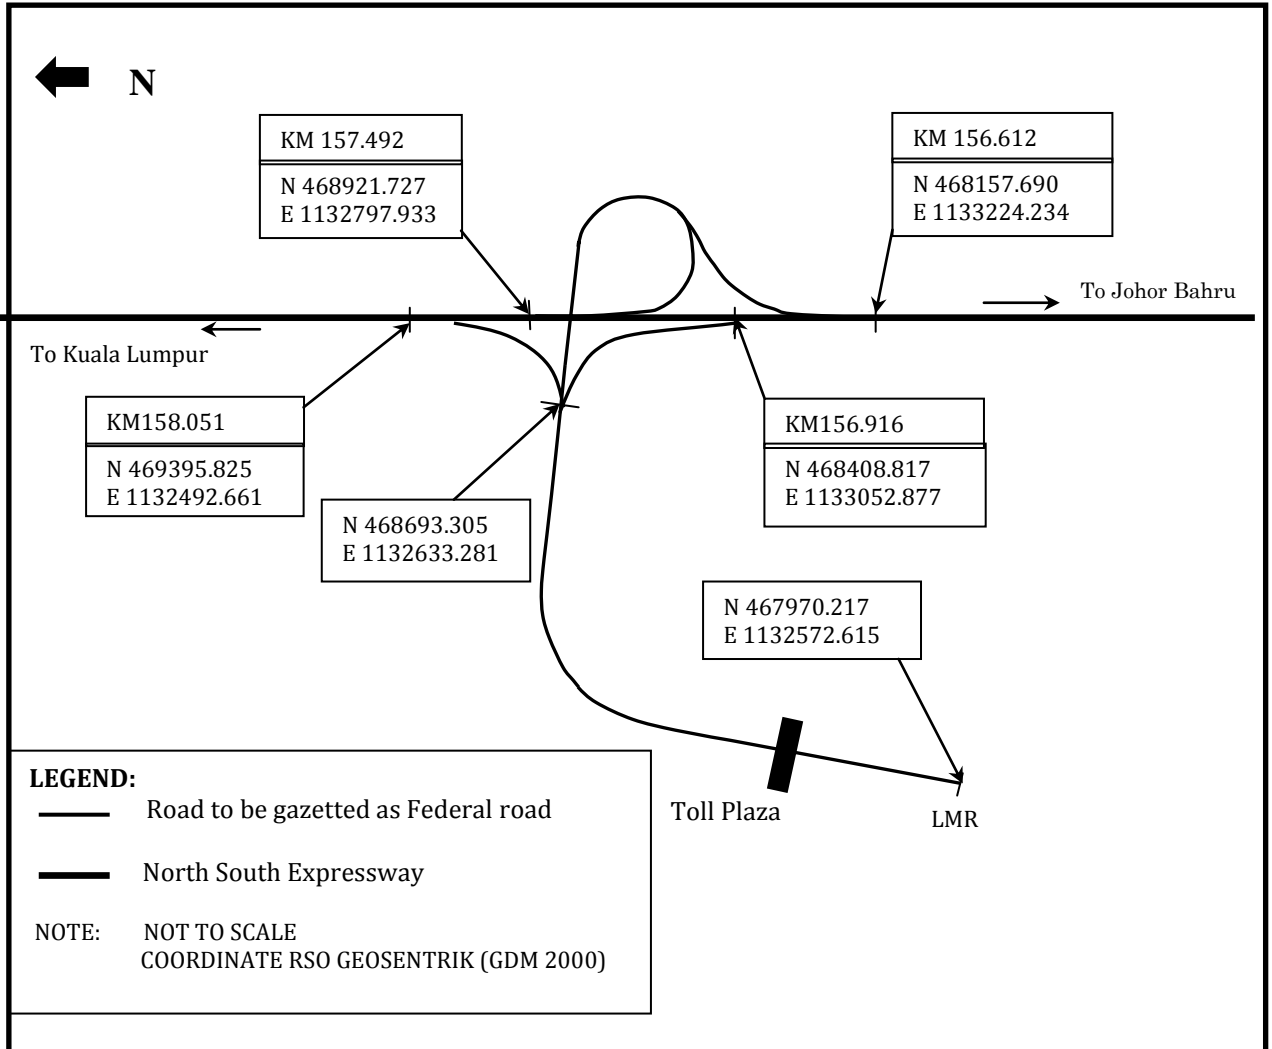 N
KM 157.492
N 468921.727
E 1132797.933
KM 156.612
N 468157.690
E 1133224.234
To Johor Bahru
To Kuala Lumpur
KM158.051
N 469395.825
E 1132492.661
KM156.916
N 468408.817
E 1133052.877
N 468693.305
E 1132633.281
N 467970.217
E 1132572.615
Toll Plaza
LMR
LEGEND:
Road to be gazetted as Federal road
North South Expressway
NOTE: NOT TO SCALE
COORDINATE RSO GEOSENTRIK (GDM 2000)